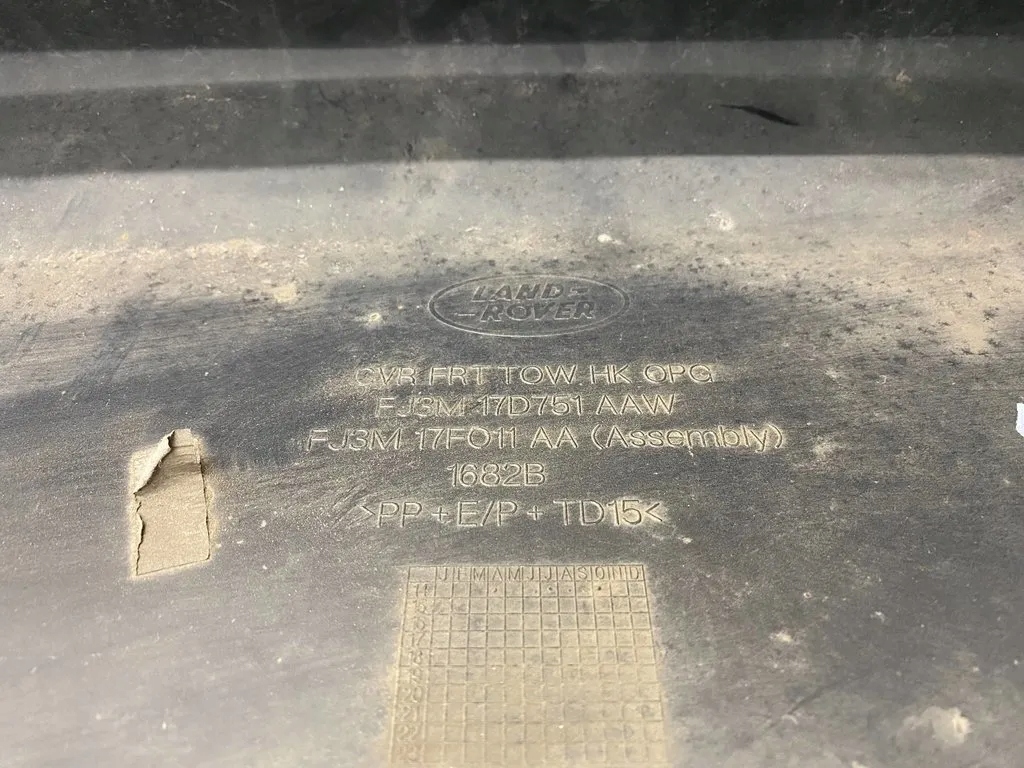 LAND-
-ROVER
CVR FRT TOW HK OPG
FJ3M 17D751 AAW
FJ3M 17F011 AA (Assembly)
1682B
>PP + E/P + TD15<
J F M A M J J A S O N D